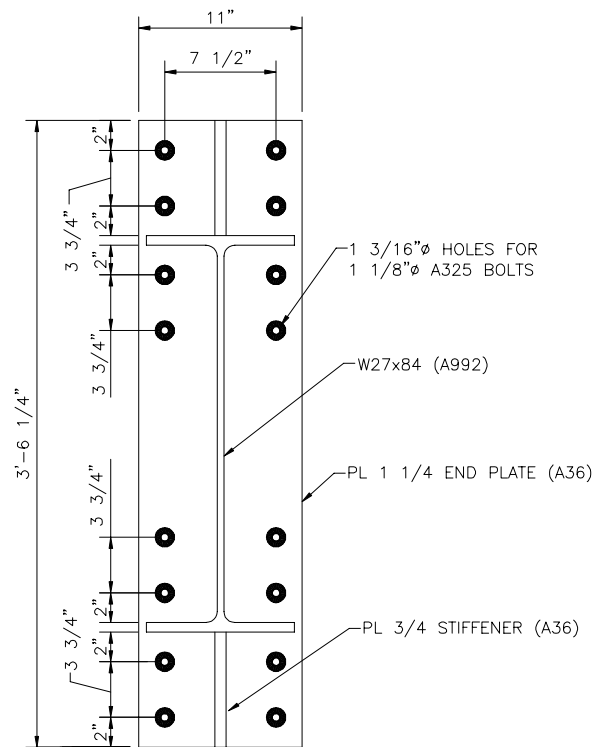 11"
7 1/2"
2"
3 3/4"
2"
2"
3 3/4"
1 3/16"ø HOLES FOR
1 1/8"ø A325 BOLTS
W27x84 (A992)
3'-6 1/4"
PL 1 1/4 END PLATE (A36)
3 3/4"
2"
PL 3/4 STIFFENER (A36)
2"
3 3/4"
2"